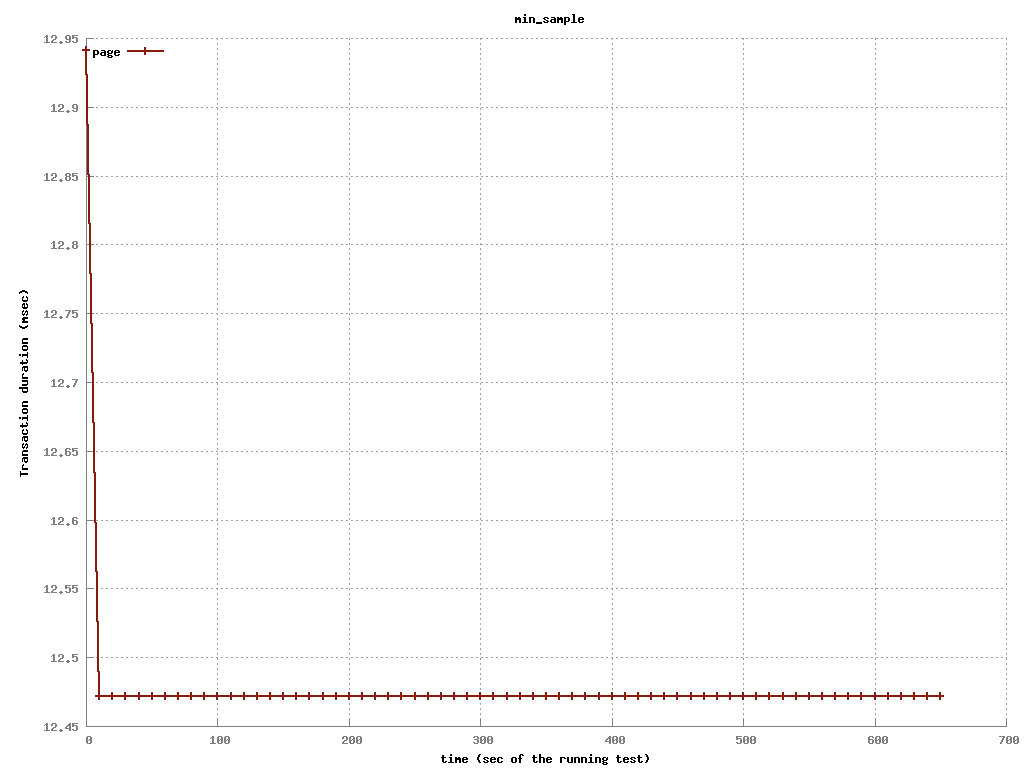 min_sample
page
12.95
12.9
12.85
12.8
12.75
12.7
12.65
12.6
12.55
12.5
12.45
Transaction duration (msec)
0 100 200 300 400 500 600 700
time (sec of the running test)